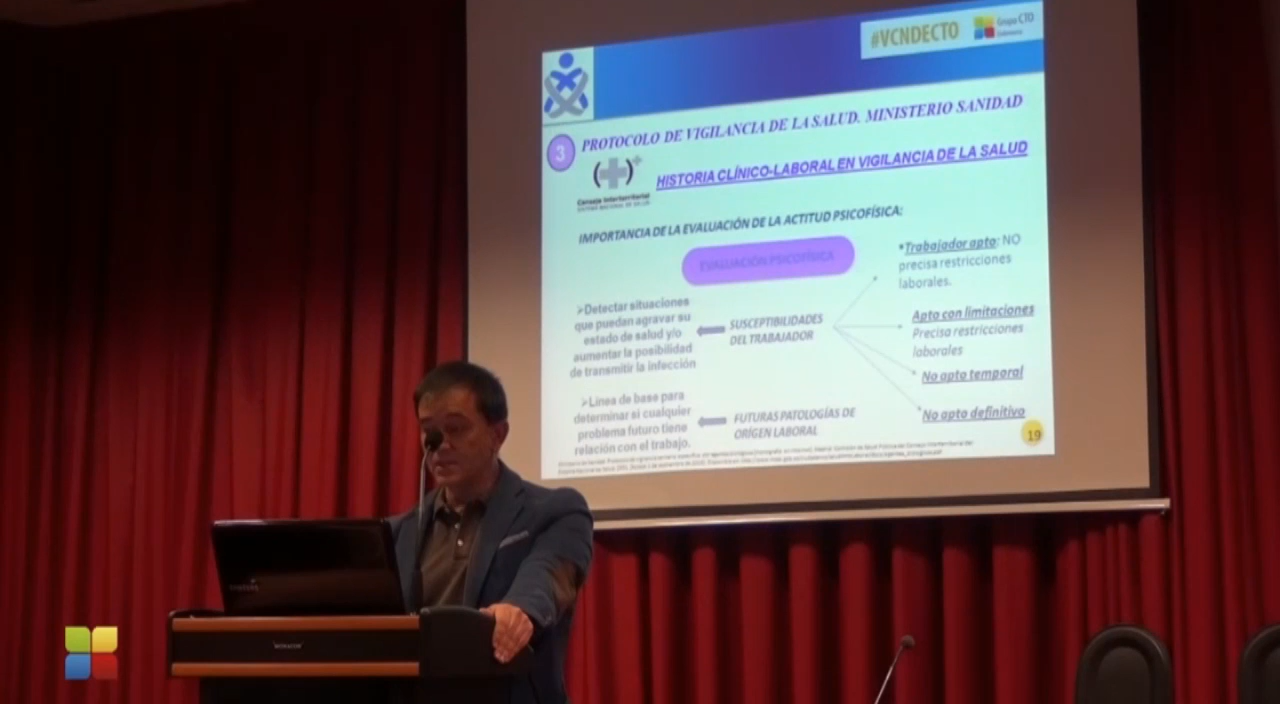 #VCNDECTO
Grupo CTO
3
PROTOCOLO DE VIGILANCIA DE LA SALUD. MINISTERIO SANIDAD
HISTORIA CLÍNICO-LABORAL EN VIGILANCIA DE LA SALUD
Consejo Interterritorial
IMPORTANCIA DE LA EVALUACIÓN DE LA ACTITUD PSICOFÍSICA:
EVALUACIÓN PSICOFÍSICA
➢Detectar situaciones
que puedan agravar su
estado de salud y/o
aumentar la posibilidad
de transmitir la infección
SUSCEPTIBILIDADES
DEL TRABAJADOR
*Trabajador apto: NO
precisa restricciones
laborales.
Apto con limitaciones
Precisa restricciones
laborales
No apto temporal
No apto definitivo
➢Línea de base para
determinar si cualquier
problema futuro tiene
relación con el trabajo.
FUTURAS PATOLOGÍAS DE
ORÍGEN LABORAL
19